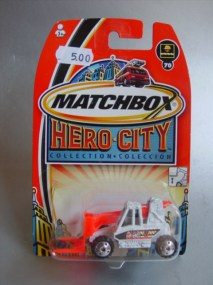 5.00
70
MATCHBOX
HERO-CITY
COLLECTION • COLECCIÓN